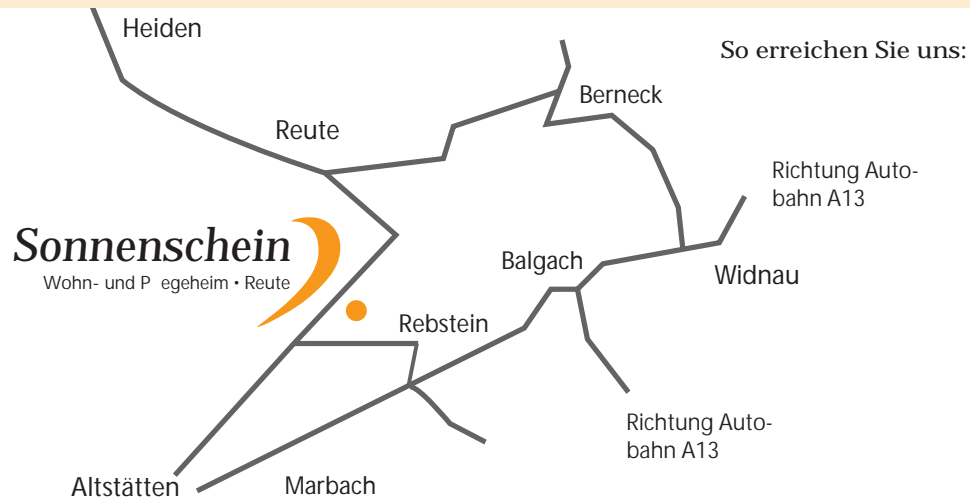 Heiden
So erreichen Sie uns:
Berneck
Reute
Richtung Auto-
bahn A13
Sonnenschein
Wohn- und P egeheim • Reute
Balgach
Widnau
Rebstein
Richtung Auto-
bahn A13
Altstätten
Marbach